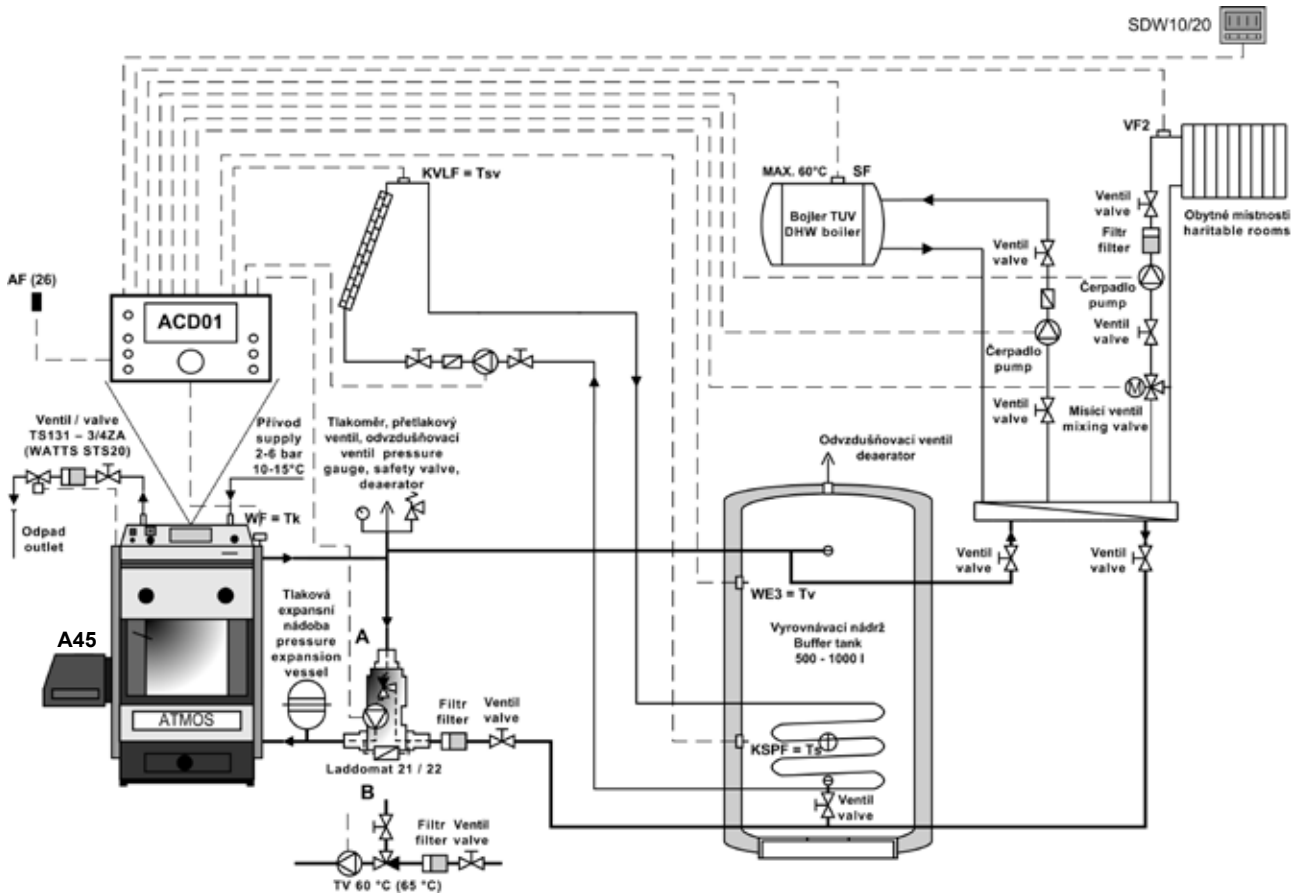 SDW10/20
VF2
KVLF = Tsv
MAX. 60°C
SF
Bojler TUV
DHW boiler
Ventil
valve
Filtr
filter
Obytné místnosti
haritable rooms
Ventil
valve
AF (26)
ACD01
Čerpadlo
pump
Ventil
valve
Čerpadlo
pump
M
Misící ventil
mixing valve
Ventil
valve
Ventil / valve
TS131 – 3/4ZA
(WATTS STS20)
Přívod
supply
2-6 bar
10-15°C
Tlakoměr, přetlakový
ventil, odvzdušňovací
ventil pressure
gauge, safety valve,
deaerator
Odvzdušňovací ventil
deaerator
WF = Tk
Odpad
outlet
Ventil
valve
Ventil
valve
WE3 = Tv
Tlaková
expansní
nádoba
pressure
expansion
vessel
A
Vyrovnávací nádrž
Buffer tank
500 - 1000 l
A45
ATMOS
Filtr
filter
Ventil
valve
KSPF = Ts
Laddomat 21 / 22
Ventil
valve
B
Filtr
filter
Ventil
valve
TV 60 °C (65 °C)